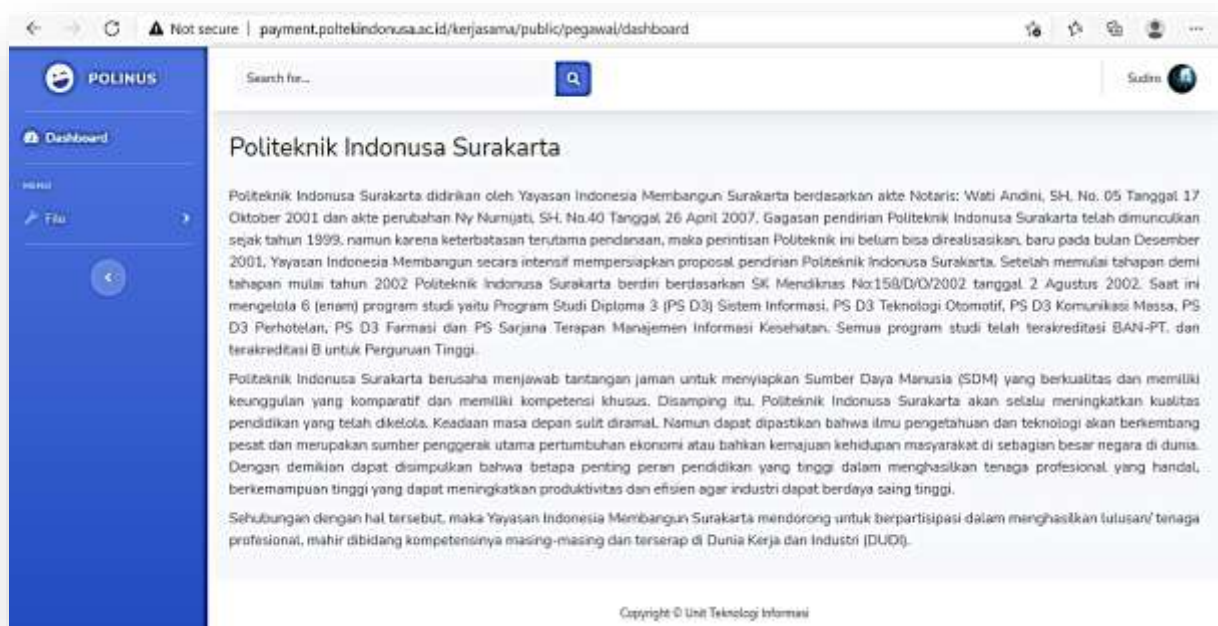 Not secure | payment.poltekindonusa.ac.id/kerjasama/public/pegawai/dashboard
POLINUS
Search for...
Sudiro
Dashboard
MENU
File
Politeknik Indonusa Surakarta
Politeknik Indonusa Surakarta didirikan oleh Yayasan Indonesia Membangun Surakarta berdasarkan akte Notaris: Wati Andini, SH, No. 05 Tanggal 17
Oktober 2001 dan akte perubahan Ny Nurnijati, SH. No.40 Tanggal 26 April 2007. Gagasan pendirian Politeknik Indonusa Surakarta telah dimunculkan
sejak tahun 1999, namun karena keterbatasan terutama pendanaan, maka perintisan Politeknik ini belum bisa direalisasikan, baru pada bulan Desember
2001, Yayasan Indonesia Membangun secara intensif mempersiapkan proposal pendirian Politeknik Indonusa Surakarta. Setelah memulai tahapan demi
tahapan mulai tahun 2002 Politeknik Indonusa Surakarta berdiri berdasarkan SK Mendiknas No:158/D/O/2002 tanggal 2 Agustus 2002. Saat ini
mengelola 6 (enam) program studi yaitu Program Studi Diploma 3 (PS D3) Sistem Informasi, PS D3 Teknologi Otomotif, PS D3 Komunikasi Massa, PS
D3 Perhotelan, PS D3 Farmasi dan PS Sarjana Terapan Manajemen Informasi Kesehatan. Semua program studi telah terakreditasi BAN-PT. dan
terakreditasi B untuk Perguruan Tinggi.
Politeknik Indonusa Surakarta berusaha menjawab tantangan jaman untuk menyiapkan Sumber Daya Manusia (SDM) yang berkualitas dan memiliki
keunggulan yang komparatif dan memiliki kompetensi khusus. Disamping itu. Politeknik Indonusa Surakarta akan selalu meningkatkan kualitas
pendidikan yang telah dikelola. Keadaan masa depan sulit diramal. Namun dapat dipastikan bahwa ilmu pengetahuan dan teknologi akan berkembang
pesat dan merupakan sumber penggerak utama pertumbuhan ekonomi atau bahkan kemajuan kehidupan masyarakat di sebagian besar negara di dunia.
Dengan demikian dapat disimpulkan bahwa betapa penting peran pendidikan yang tinggi dalam menghasilkan tenaga profesional yang handal,
berkemampuan tinggi yang dapat meningkatkan produktivitas dan efisien agar industri dapat berdaya saing tinggi.
Sehubungan dengan hal tersebut, maka Yayasan Indonesia Membangun Surakarta mendorong untuk berpartisipasi dalam menghasilkan lulusan/ tenaga
profesional, mahir dibidang kompetensinya masing-masing dan terserap di Dunia Kerja dan Industri (DUDI).
Copyright © Unit Teknologi Informasi